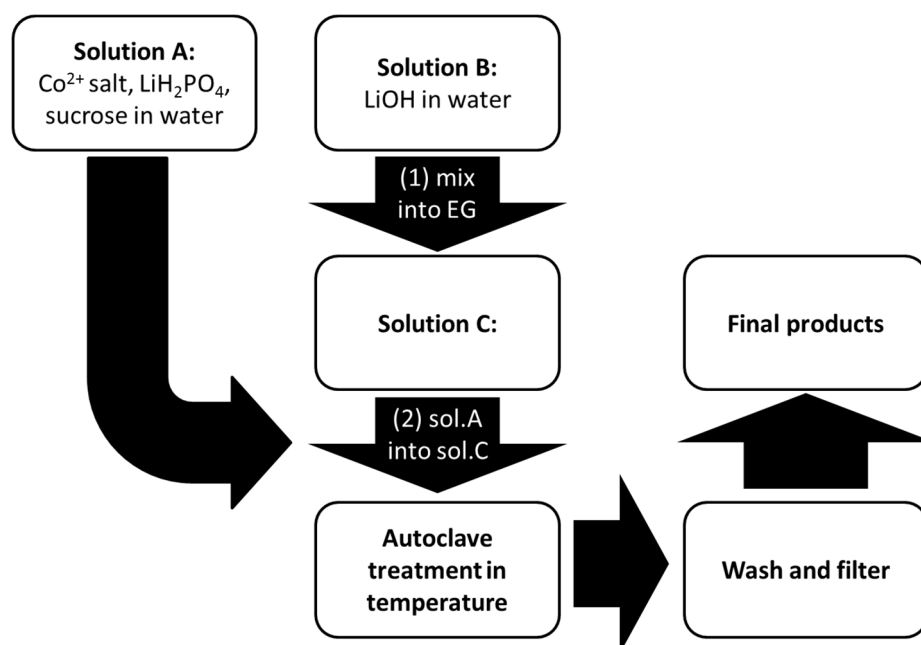 Solution A:
Co²⁺ salt, LiH₂PO₄,
sucrose in water
Solution B:
LiOH in water
(1) mix
into EG
Solution C:
Final products
(2) sol.A
into sol.C
Autoclave
treatment in
temperature
Wash and filter